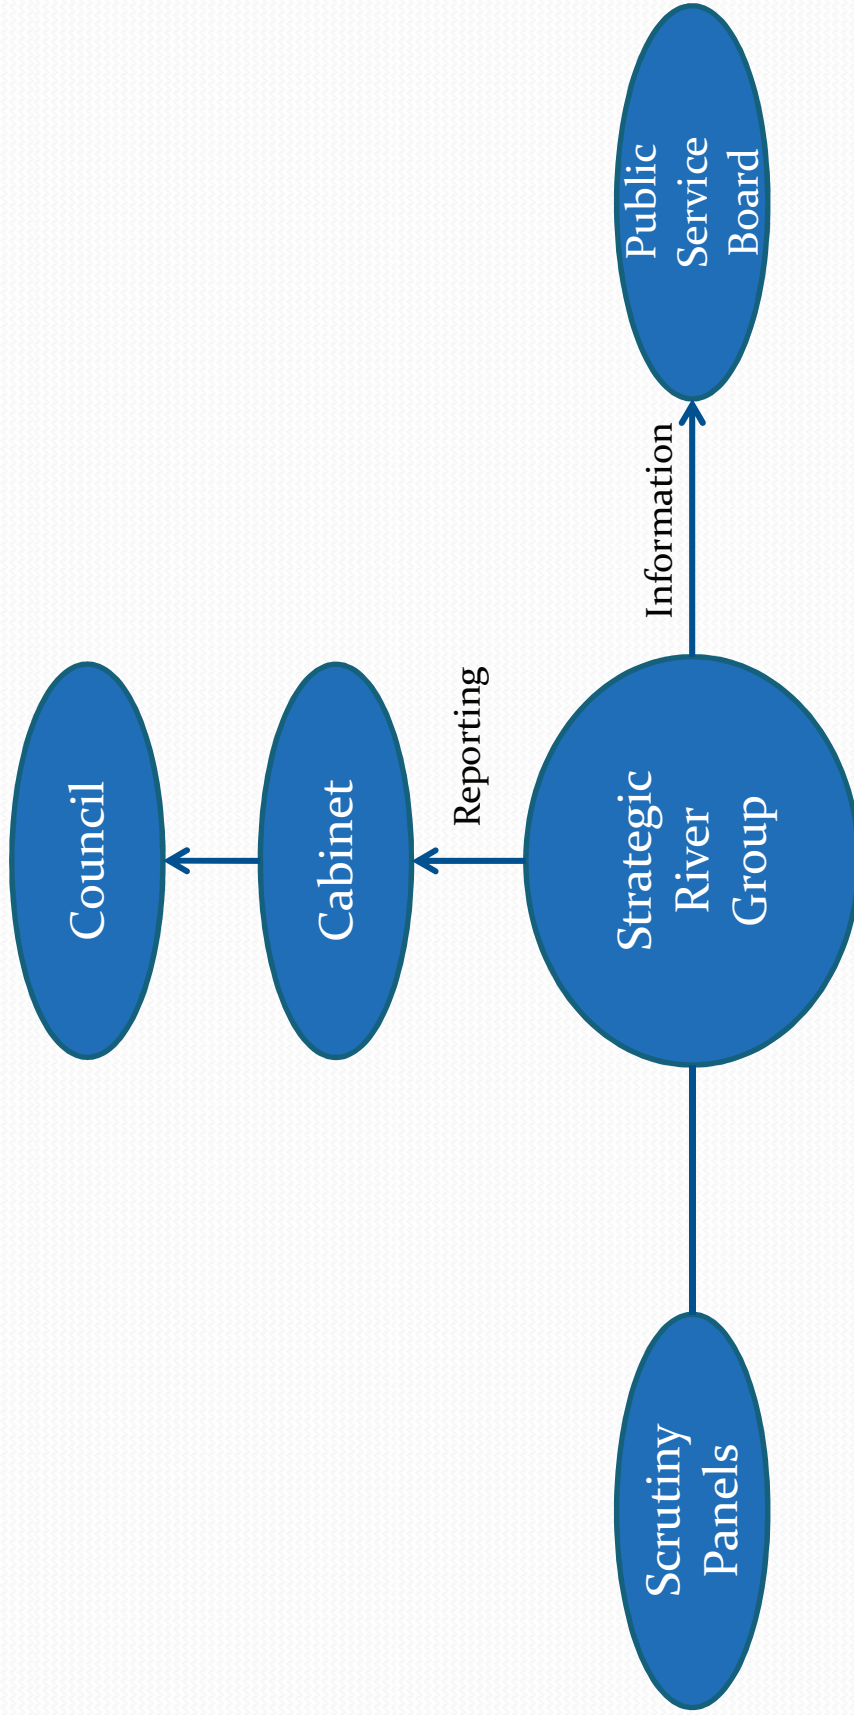 Council
Cabinet
Reporting
Scrutiny
Panels
Strategic
River
Group
Information
Public
Service
Board